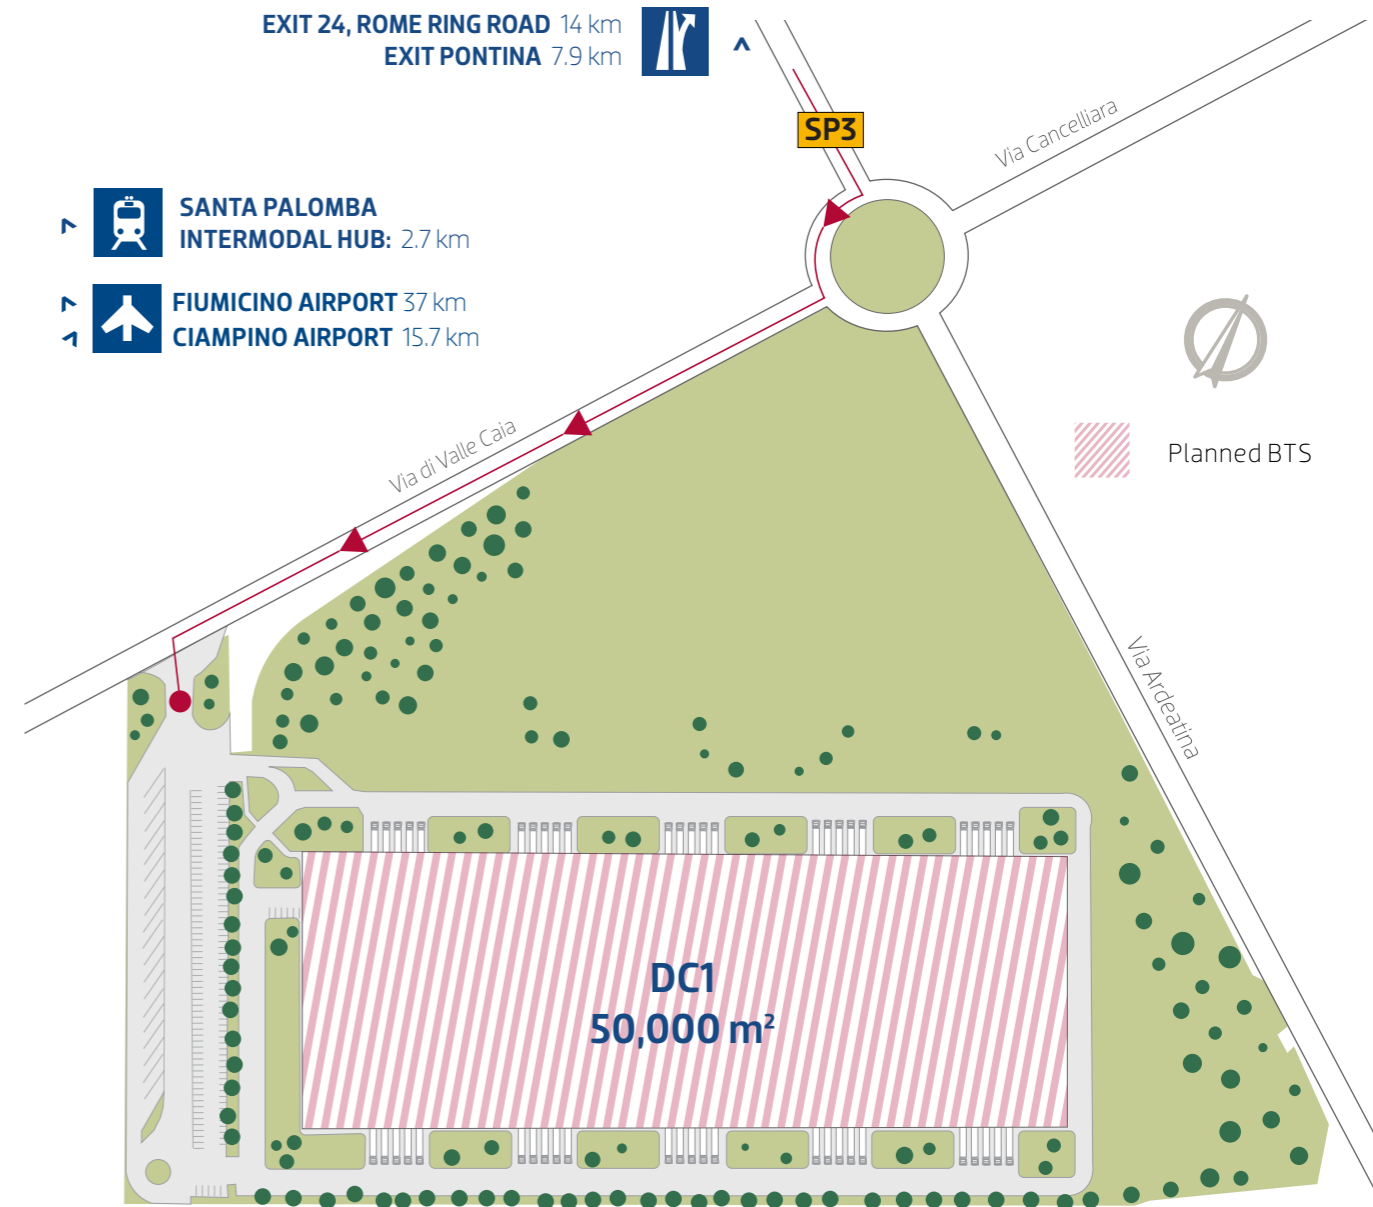 EXIT 24, ROME RING ROAD 14 km
EXIT PONTINA 7.9 km
SP3
Via Cancelliara
SANTA PALOMBA
INTERMODAL HUB: 2.7 km
FIUMICINO AIRPORT 37 km
CIAMPINO AIRPORT 15.7 km
Via di Valle Caia
Planned BTS
Via Ardeatina
DC1
50,000 m²